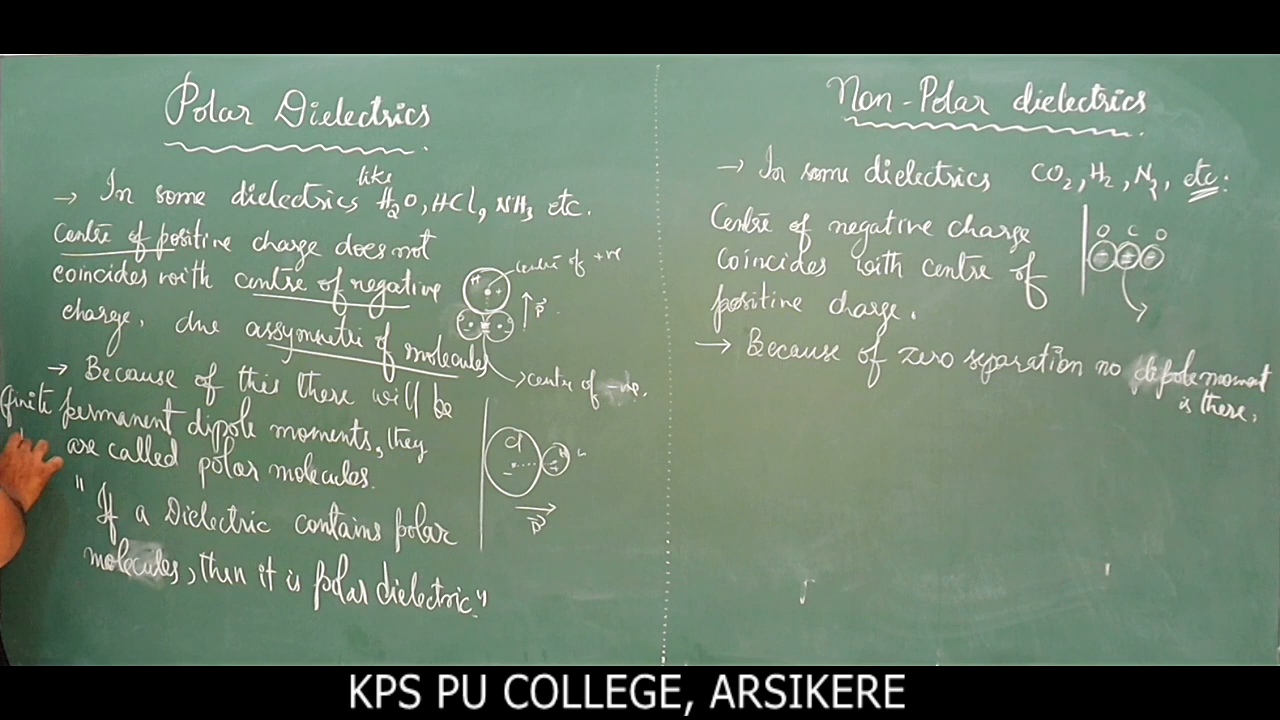 Polar Dielectrics
→ In some dielectrics like H₂O, HCl, NH₃ etc.
Centre of positive charge does not
coincides with centre of negative
charge, due assymmetri of molecules
→ Because of this there will be
finite permanent dipole moments, they
are called polar molecules.
"If a Dielectric contains polar
molecules, then it is polar dielectric"
centre of +ve
H
+
P
centre of -ve.
Cl
-
H
+
P
Non-Polar dielectrics
→ In some dielectrics CO₂, H₂, N₂, etc:
Centre of negative charge
Coincides with centre of
positive charge.
→ Because of zero separation no dipole moment
is there.
O C O
KPS PU COLLEGE, ARSIKERE